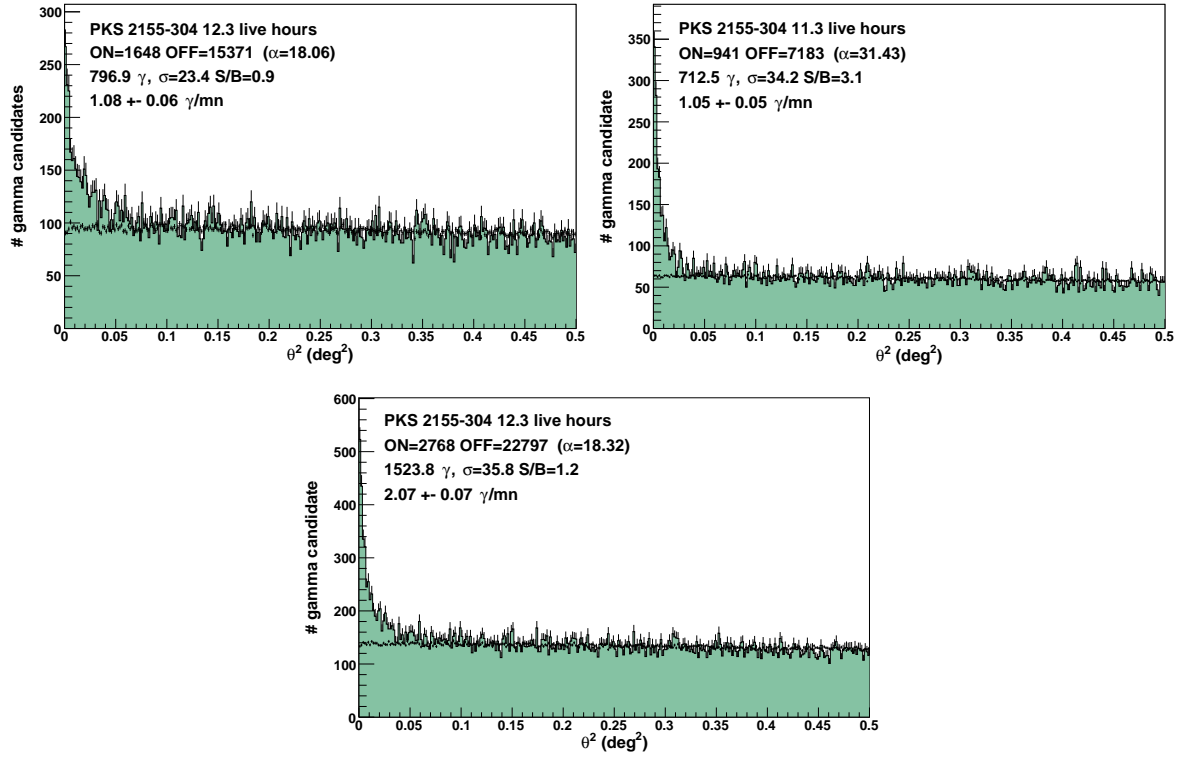 # gamma candidates
300
250
200
150
100
50
0
PKS 2155-304 12.3 live hours
ON=1648 OFF=15371 (α=18.06)
796.9 γ, σ=23.4 S/B=0.9
1.08 +- 0.06 γ/mn
0 0.05 0.1 0.15 0.2 0.25 0.3 0.35 0.4 0.45 0.5
θ² (deg²)
# gamma candidates
350
300
250
200
150
100
50
0
PKS 2155-304 11.3 live hours
ON=941 OFF=7183 (α=31.43)
712.5 γ, σ=34.2 S/B=3.1
1.05 +- 0.05 γ/mn
0 0.05 0.1 0.15 0.2 0.25 0.3 0.35 0.4 0.45 0.5
θ² (deg²)
# gamma candidate
600
500
400
300
200
100
0
PKS 2155-304 12.3 live hours
ON=2768 OFF=22797 (α=18.32)
1523.8 γ, σ=35.8 S/B=1.2
2.07 +- 0.07 γ/mn
0 0.05 0.1 0.15 0.2 0.25 0.3 0.35 0.4 0.45 0.5
θ² (deg²)